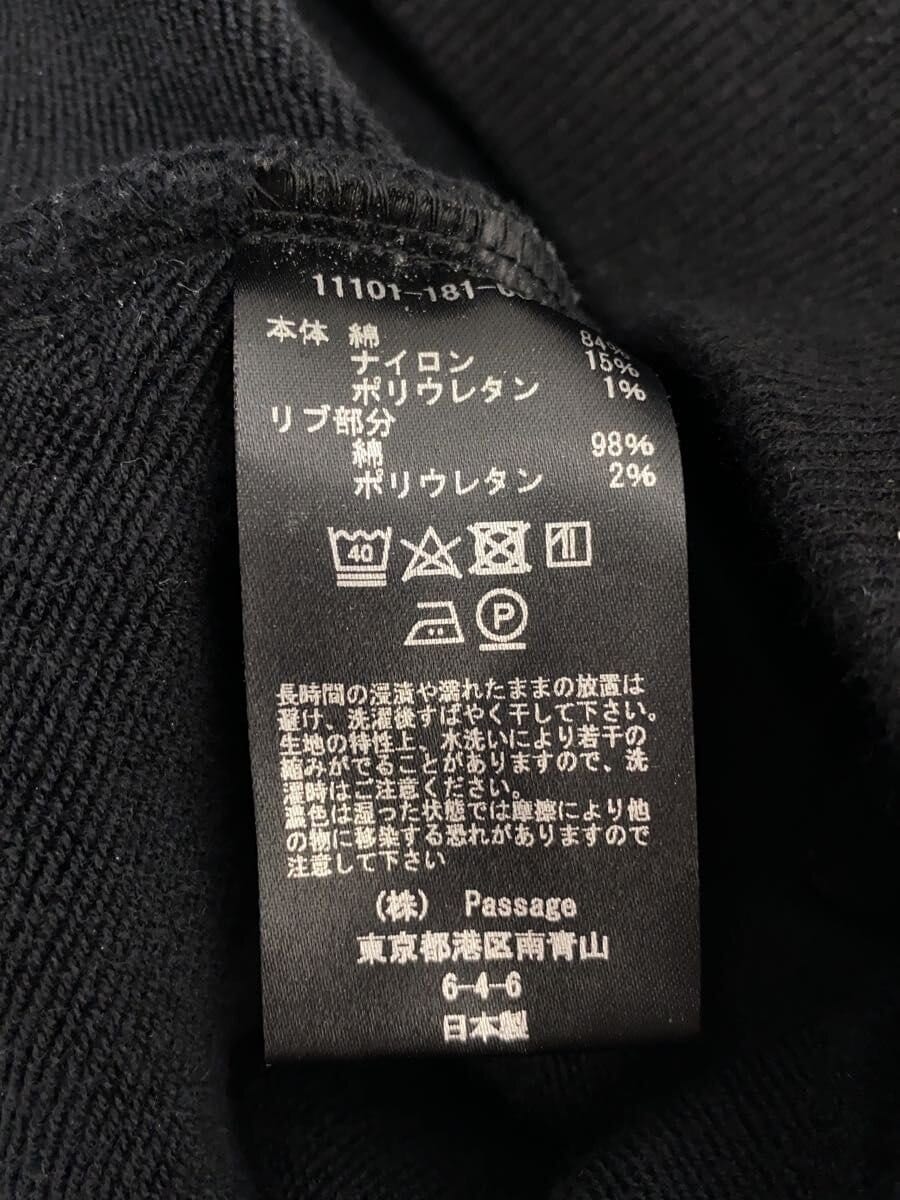 11101-181-0
本体 綿 84%
ナイロン 15%
ポリウレタン 1%
リブ部分
綿 98%
ポリウレタン 2%
40
P
長時間の浸漬や濡れたままの放置は
避け、洗濯後すばやく干して下さい。
生地の特性上、水洗いにより若干の
縮みがでることがありますので、洗
濯時はご注意ください。
濃色は湿った状態では摩擦により他
の物に移染する恐れがありますので
注意して下さい
(株) Passage
東京都港区南青山
6-4-6
日本製